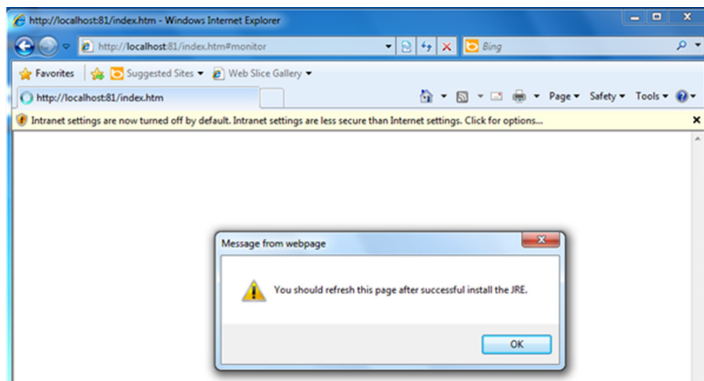 http://localhost:81/index.htm - Windows Internet Explorer
http://localhost:81/index.htm#monitor
Bing
Favorites
Suggested Sites
Web Slice Gallery
http://localhost:81/index.htm
Page
Safety
Tools
Intranet settings are now turned off by default. Intranet settings are less secure than Internet settings. Click for options...
Message from webpage
You should refresh this page after successful install the JRE.
OK